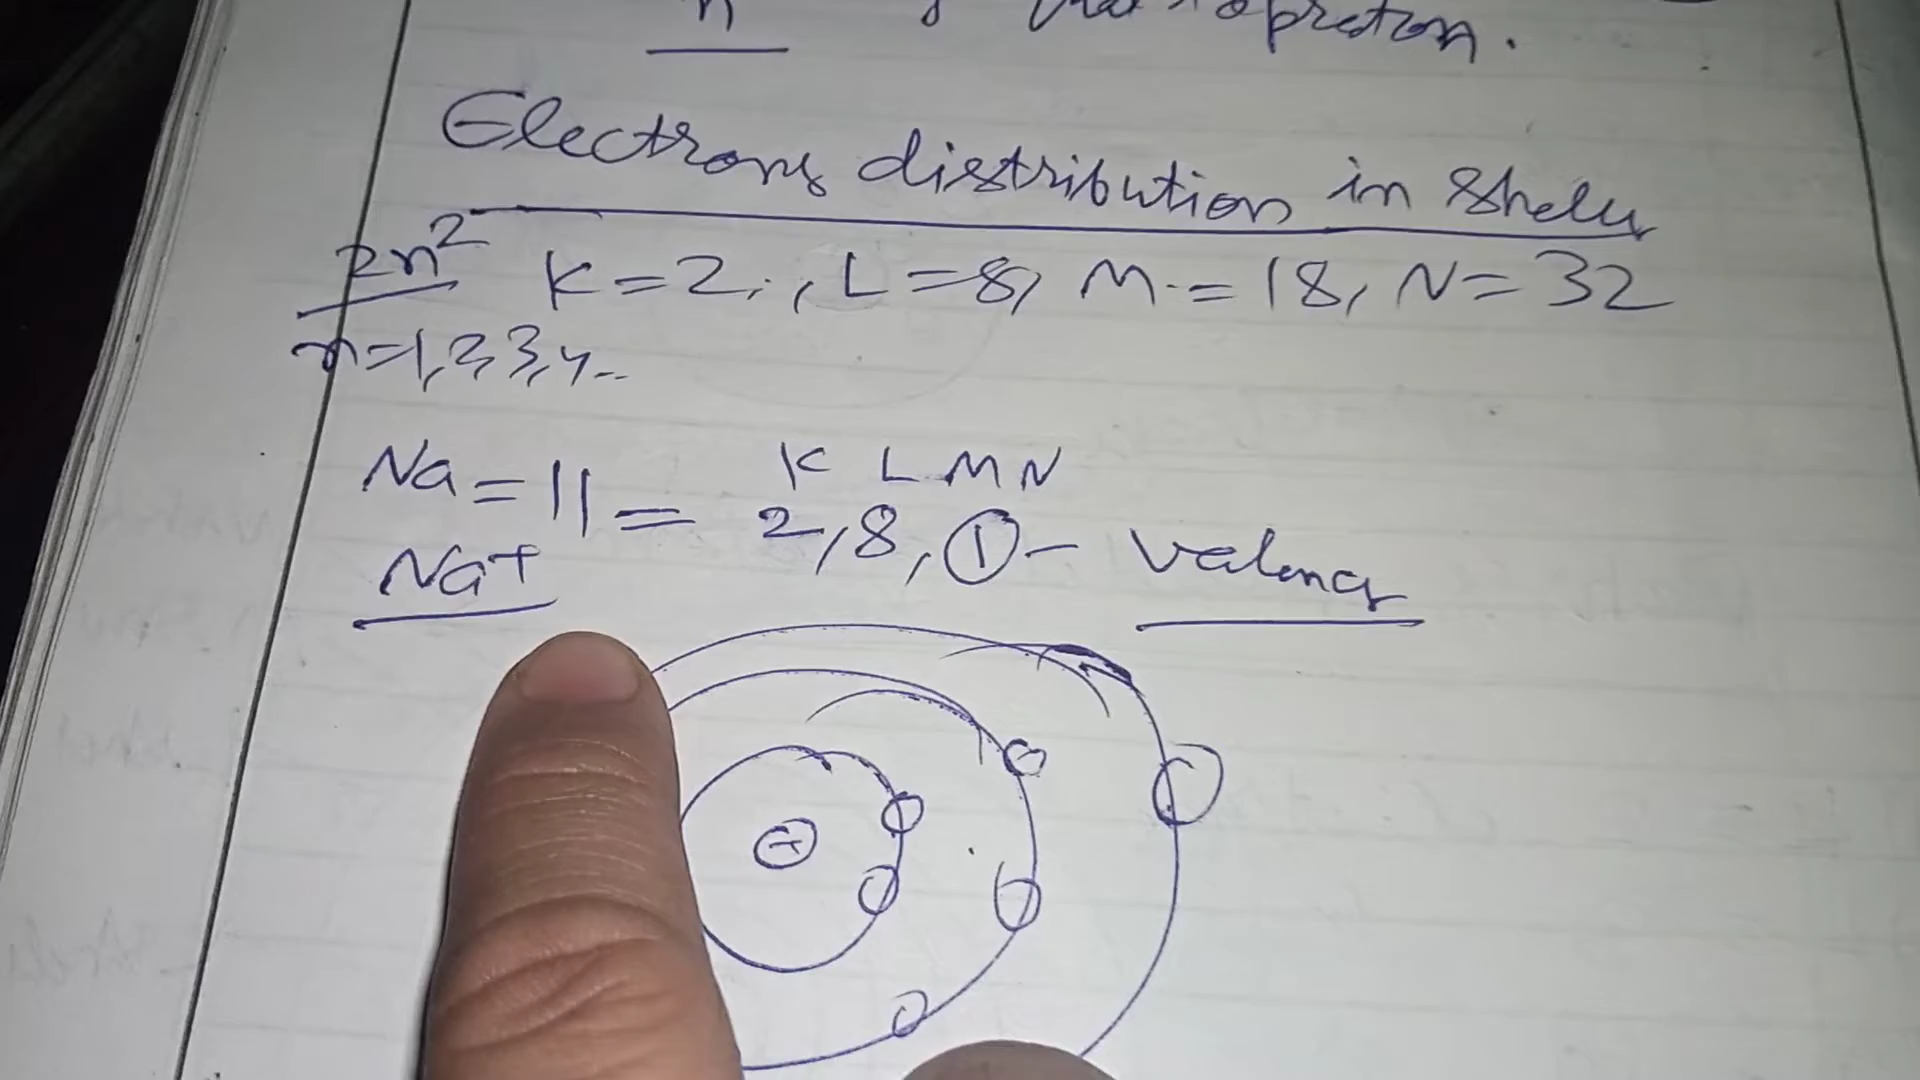 Electrons distribution in Shells
2n² K=2, L=8, M=18, N=32
n=1,2,3,4..
K L M N
Na = 11 = 2,8,1 - valency
Na+
+